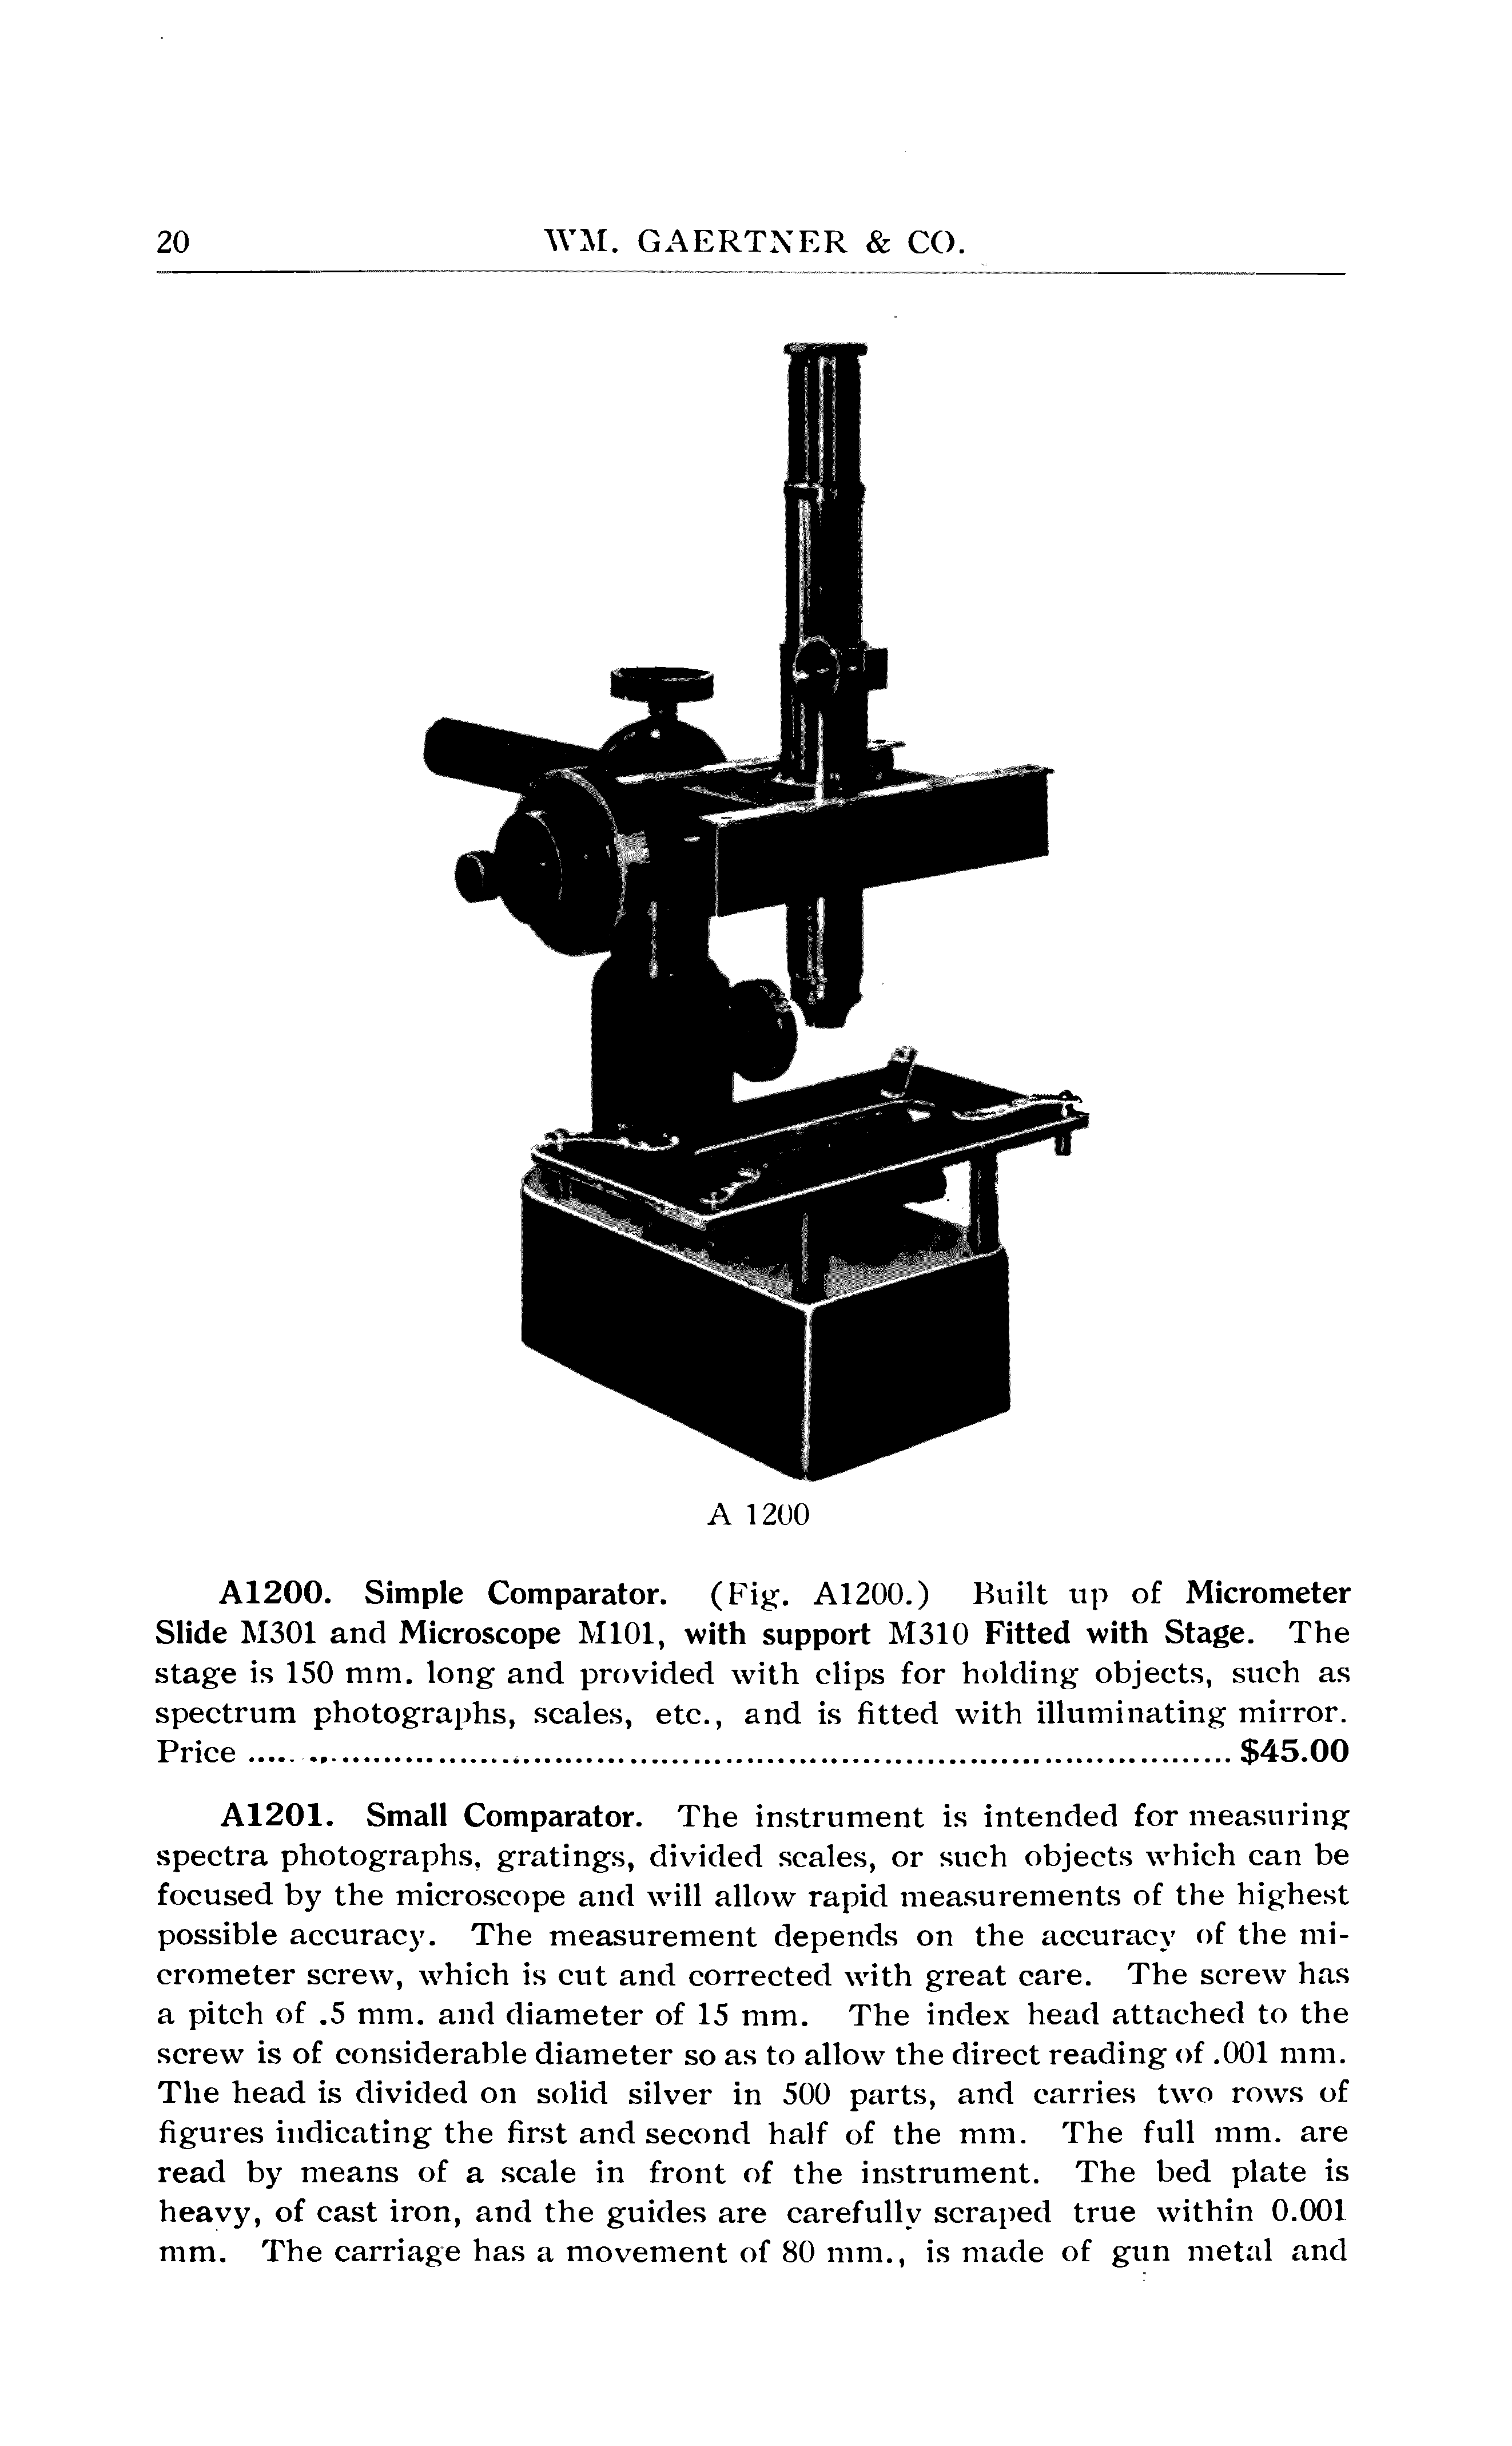 20 WM. GAERTNER & CO.
A 1200
A1200. Simple Comparator. (Fig. A1200.) Built up of Micrometer
Slide M301 and Microscope M101, with support M310 Fitted with Stage. The
stage is 150 mm. long and provided with clips for holding objects, such as
spectrum photographs, scales, etc., and is fitted with illuminating mirror.
Price ........................................................................................ $45.00
A1201. Small Comparator. The instrument is intended for measuring
spectra photographs, gratings, divided scales, or such objects which can be
focused by the microscope and will allow rapid measurements of the highest
possible accuracy. The measurement depends on the accuracy of the mi-
crometer screw, which is cut and corrected with great care. The screw has
a pitch of .5 mm. and diameter of 15 mm. The index head attached to the
screw is of considerable diameter so as to allow the direct reading of .001 mm.
The head is divided on solid silver in 500 parts, and carries two rows of
figures indicating the first and second half of the mm. The full mm. are
read by means of a scale in front of the instrument. The bed plate is
heavy, of cast iron, and the guides are carefully scraped true within 0.001
mm. The carriage has a movement of 80 mm., is made of gun metal and